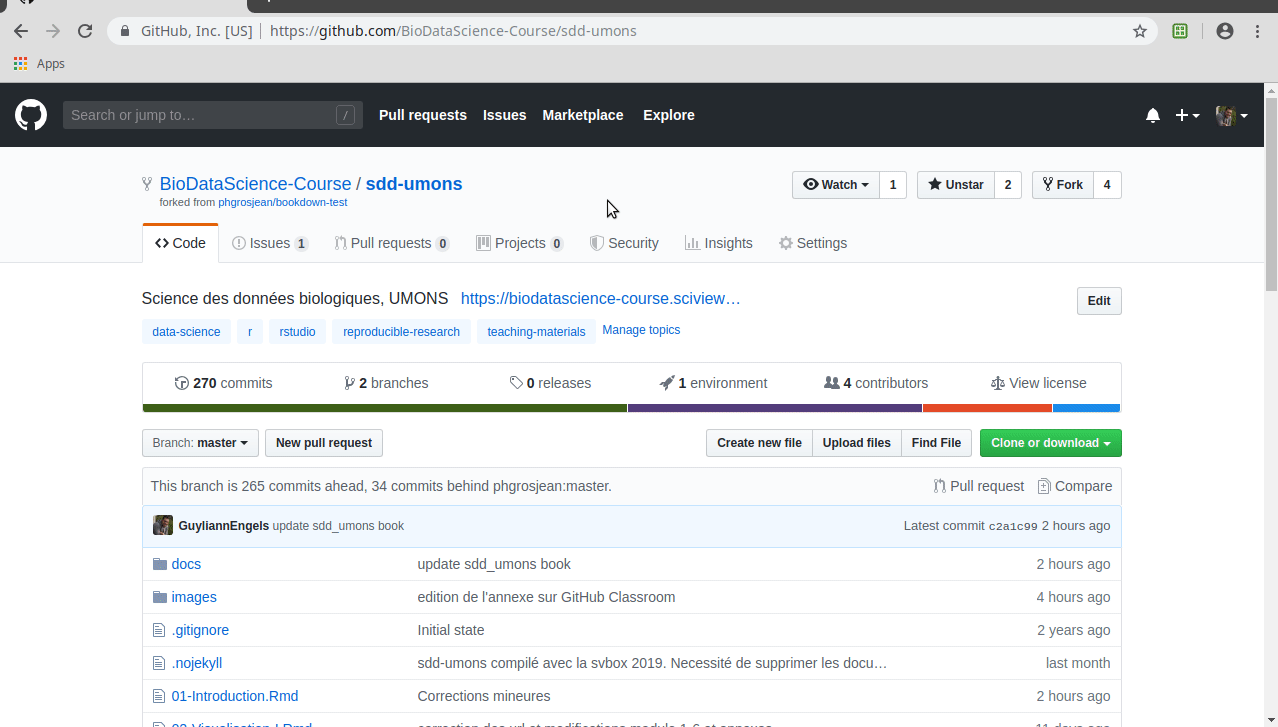 GitHub, Inc. [US] https://github.com/BioDataScience-Course/sdd-umons
Apps
Search or jump to… / Pull requests Issues Marketplace Explore
BioDataScience-Course / sdd-umons Watch 1 Unstar 2 Fork 4
forked from phgrosjean/bookdown-test
Code Issues 1 Pull requests 0 Projects 0 Security Insights Settings
Science des données biologiques, UMONS https://biodatascience-course.sciview… Edit
data-science r rstudio reproducible-research teaching-materials Manage topics
270 commits 2 branches 0 releases 1 environment 4 contributors View license
Branch: master New pull request Create new file Upload files Find File Clone or download
This branch is 265 commits ahead, 34 commits behind phgrosjean:master. Pull request Compare
GuyliannEngels update sdd_umons book Latest commit c2a1c99 2 hours ago
docs update sdd_umons book 2 hours ago
images edition de l'annexe sur GitHub Classroom 4 hours ago
.gitignore Initial state 2 years ago
.nojekyll sdd-umons compilé avec la svbox 2019. Necessité de supprimer les docu… last month
01-Introduction.Rmd Corrections mineures 2 hours ago